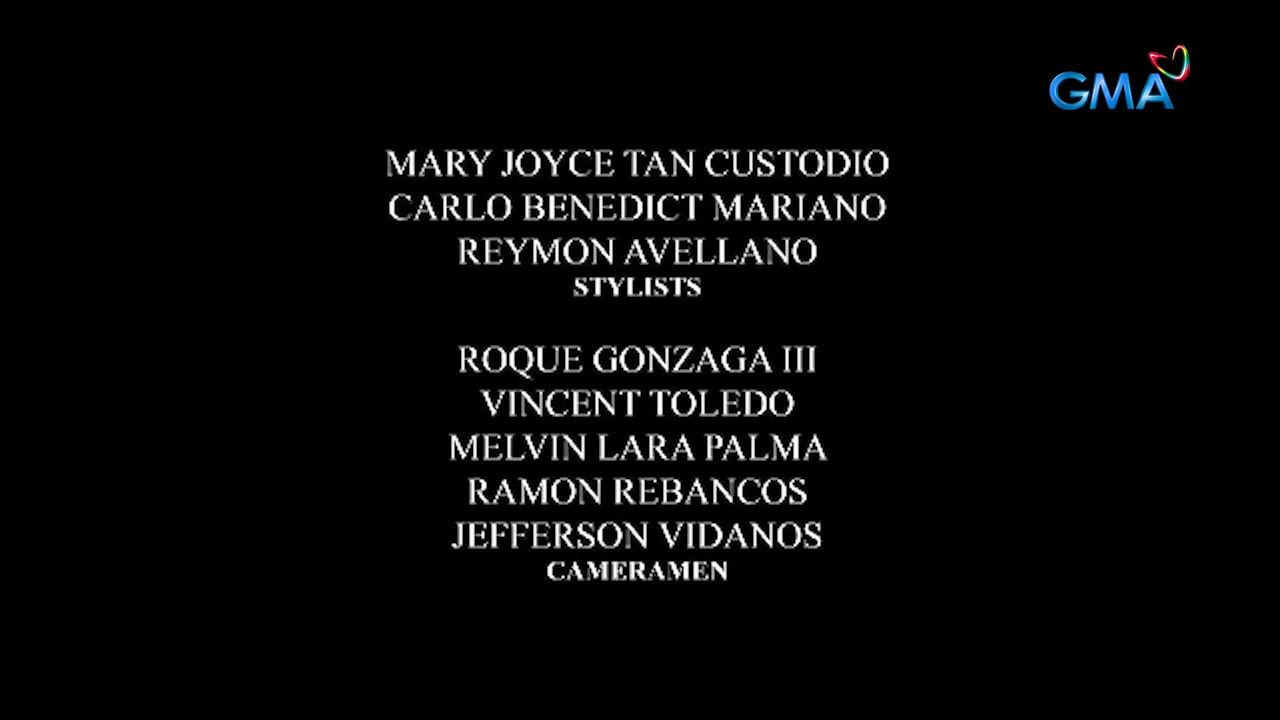 GMA
MARY JOYCE TAN CUSTODIO
CARLO BENEDICT MARIANO
REYMON AVELLANO
STYLISTS
ROQUE GONZAGA III
VINCENT TOLEDO
MELVIN LARA PALMA
RAMON REBANCOS
JEFFERSON VIDANOS
CAMERAMEN